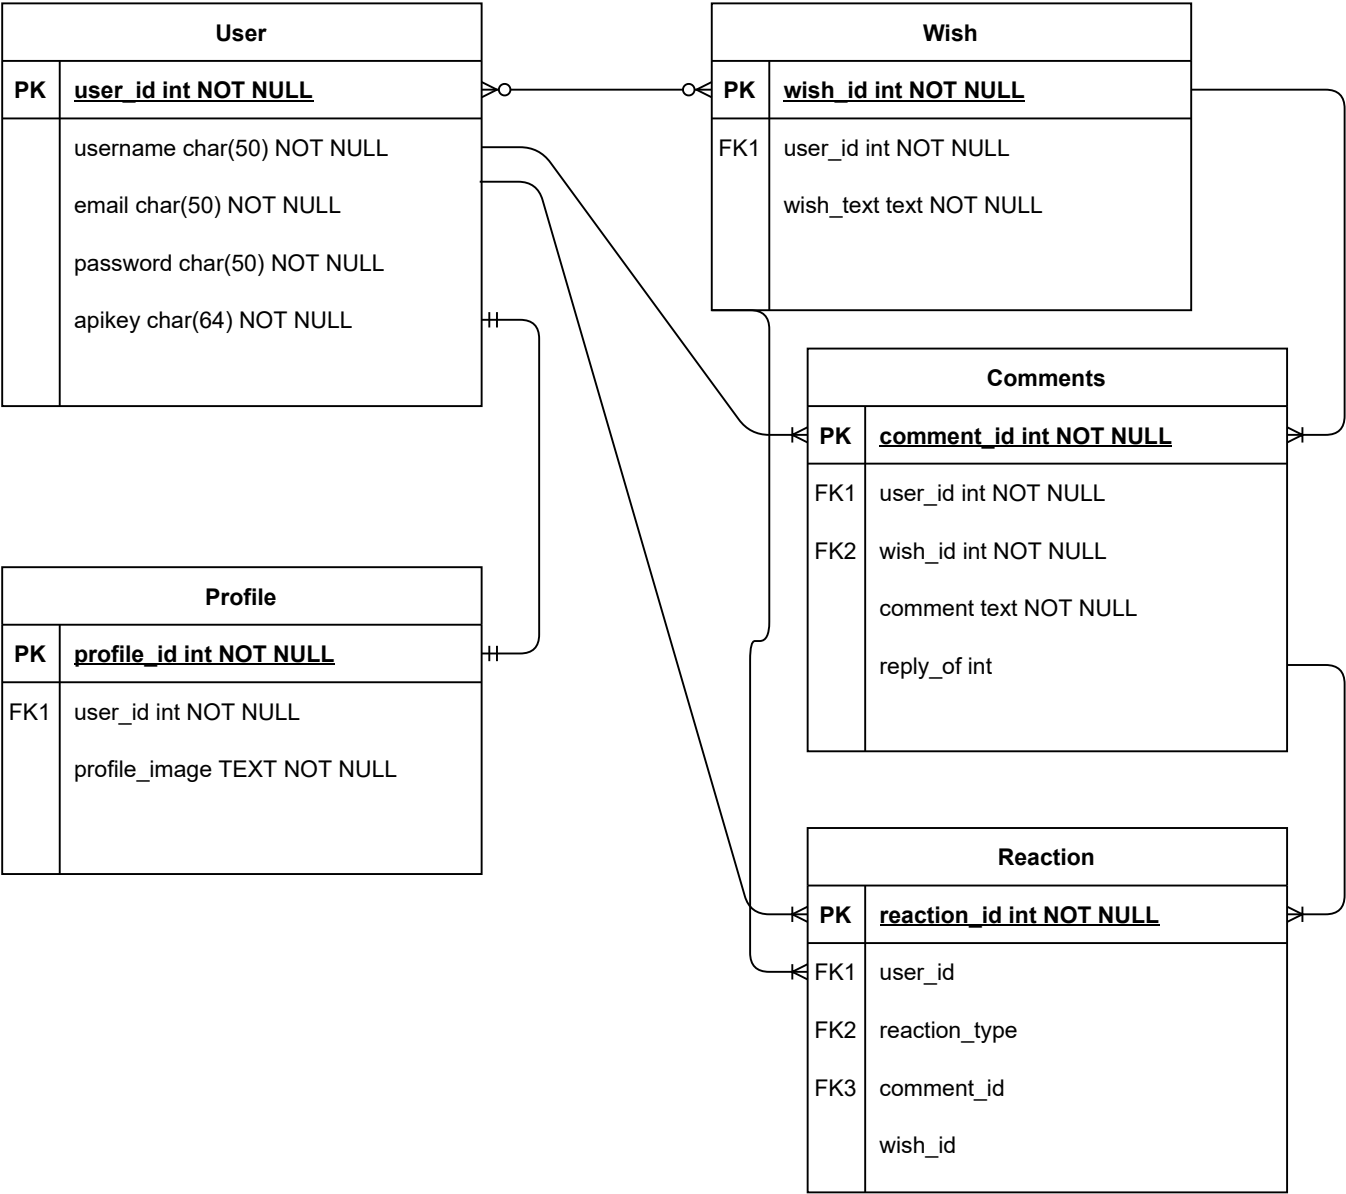 User
PK user_id int NOT NULL
username char(50) NOT NULL
email char(50) NOT NULL
password char(50) NOT NULL
apikey char(64) NOT NULL
Wish
PK wish_id int NOT NULL
FK1 user_id int NOT NULL
wish_text text NOT NULL
Comments
PK comment_id int NOT NULL
FK1 user_id int NOT NULL
FK2 wish_id int NOT NULL
comment text NOT NULL
reply_of int
Profile
PK profile_id int NOT NULL
FK1 user_id int NOT NULL
profile_image TEXT NOT NULL
Reaction
PK reaction_id int NOT NULL
FK1 user_id
FK2 reaction_type
FK3 comment_id
wish_id